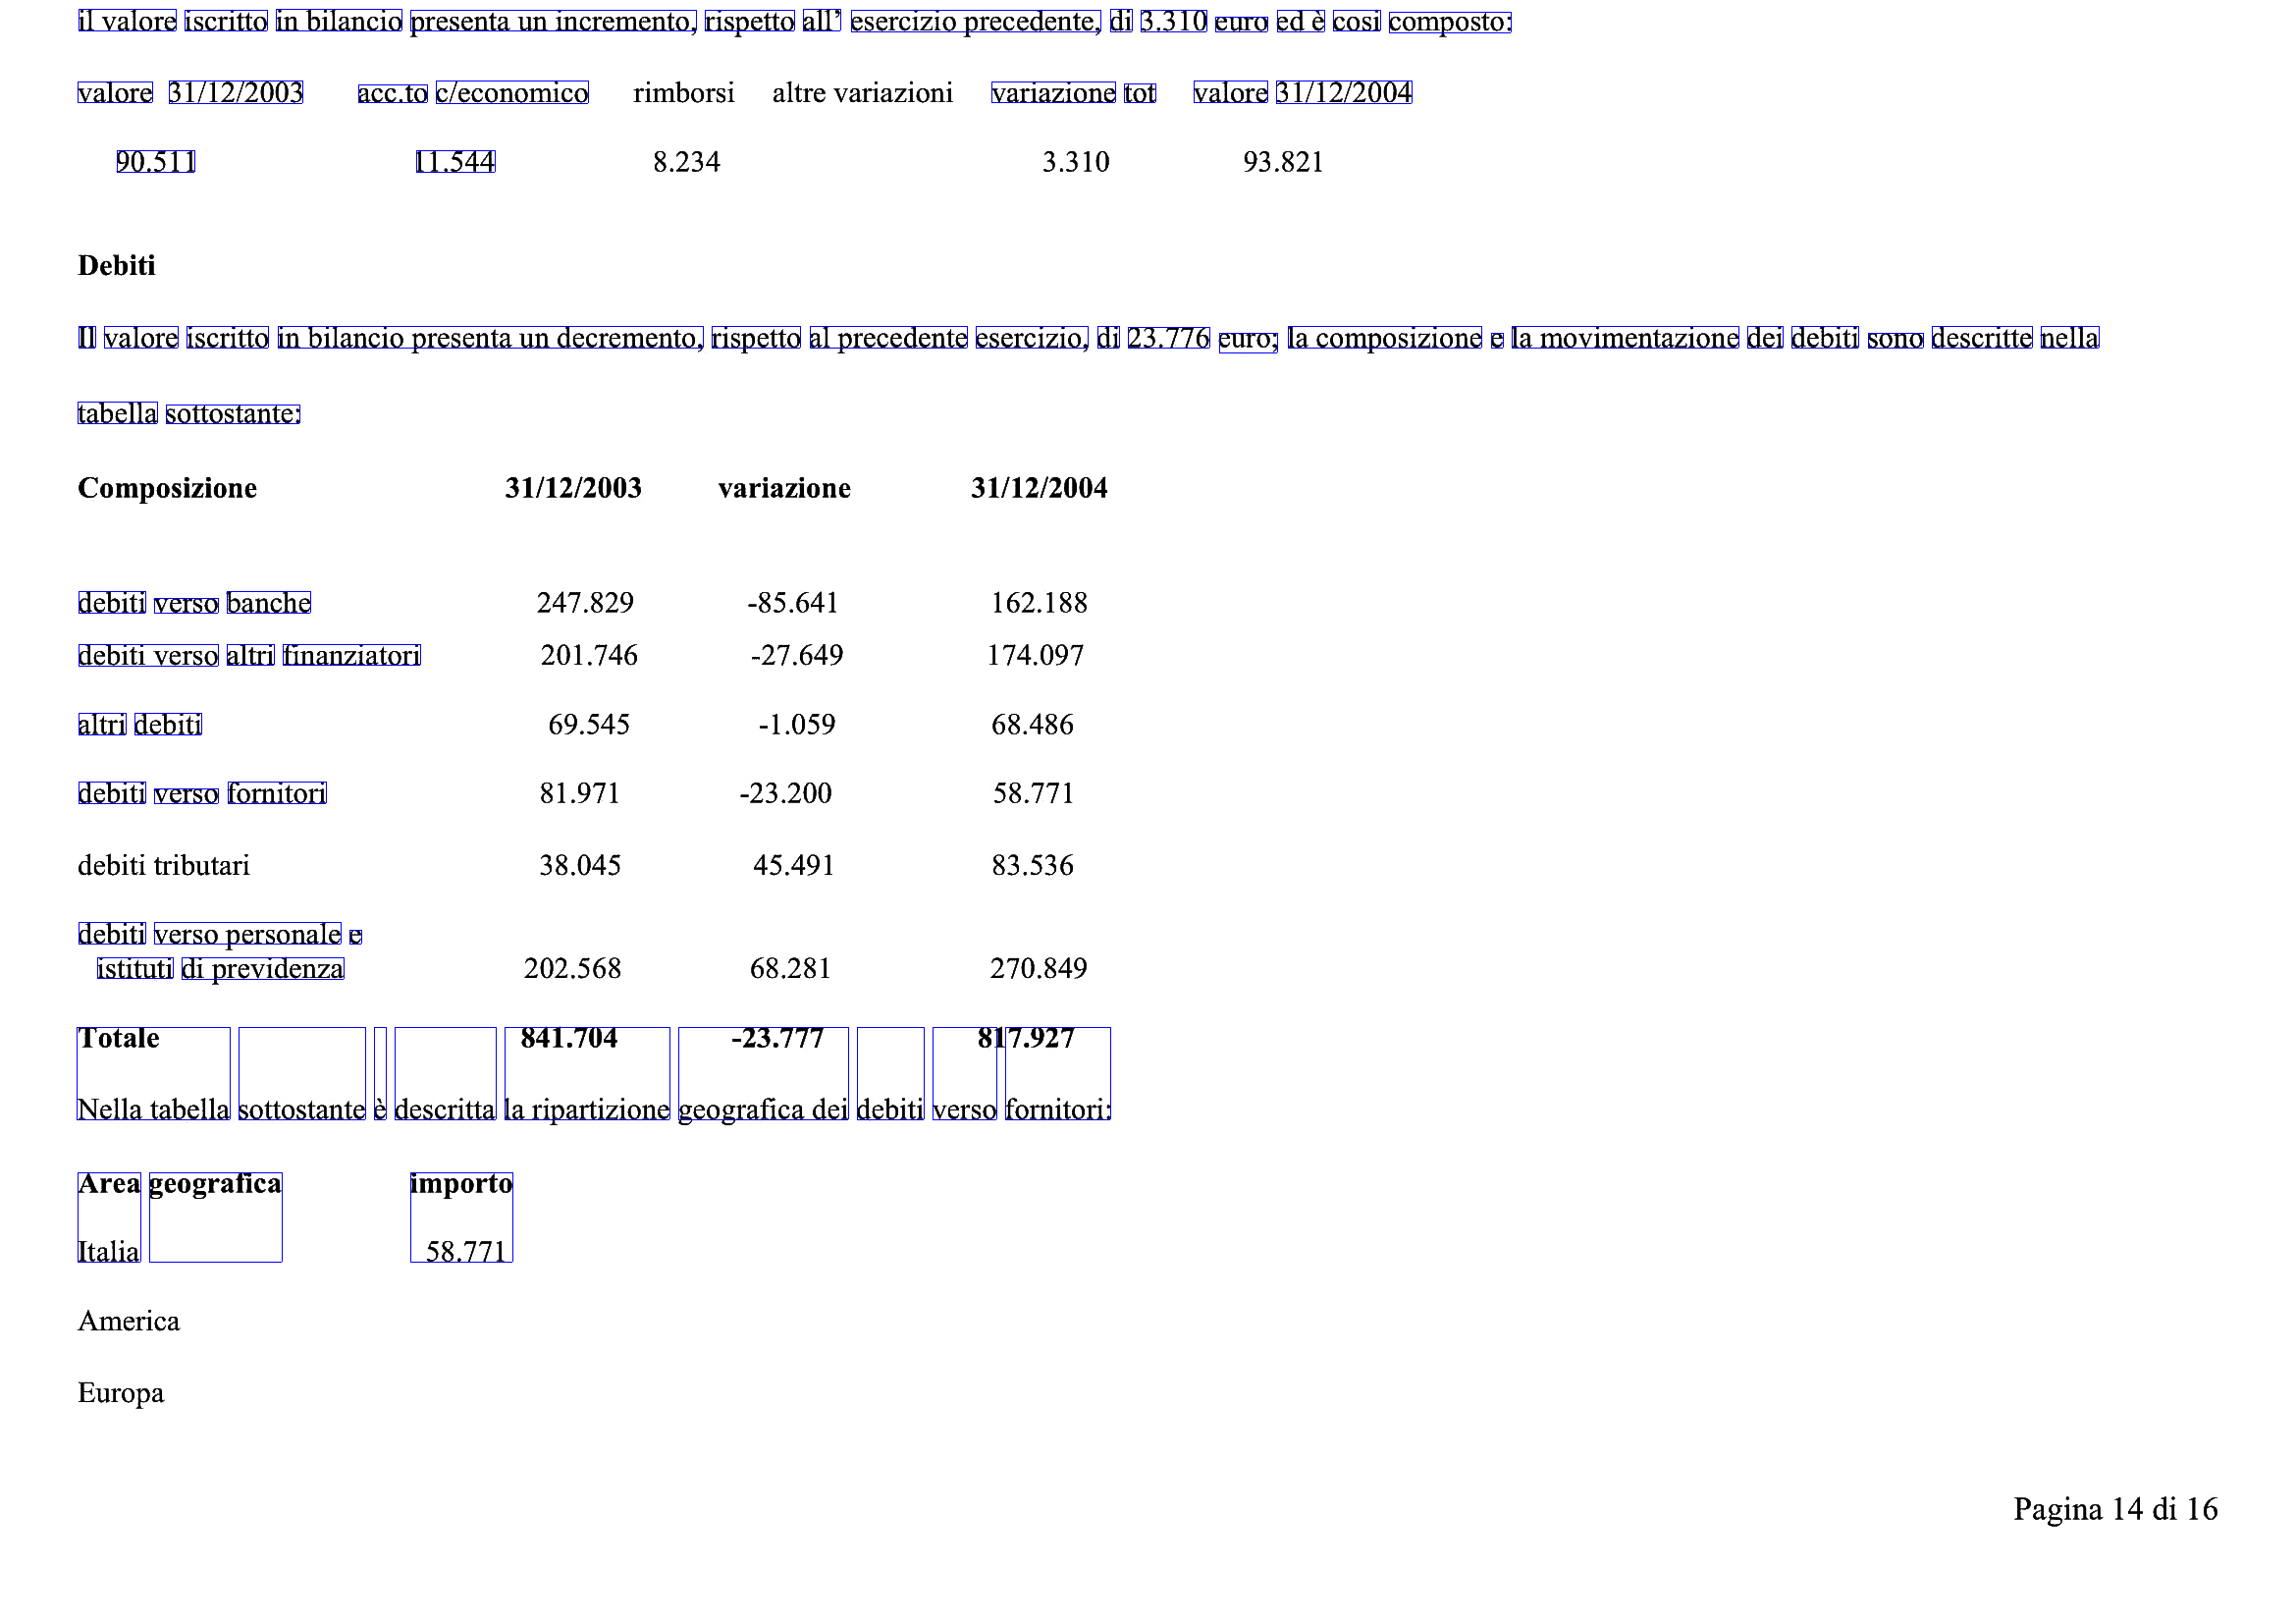 il valore iscritto in bilancio presenta un incremento, rispetto all’ esercizio precedente, di 3.310 euro ed è cosi composto:
valore 31/12/2003 acc.to c/economico rimborsi altre variazioni variazione tot valore 31/12/2004
90.511 11.544 8.234 3.310 93.821
Debiti
Il valore iscritto in bilancio presenta un decremento, rispetto al precedente esercizio, di 23.776 euro; la composizione e la movimentazione dei debiti sono descritte nella
tabella sottostante:
Composizione 31/12/2003 variazione 31/12/2004
debiti verso banche 247.829 -85.641 162.188
debiti verso altri finanziatori 201.746 -27.649 174.097
altri debiti 69.545 -1.059 68.486
debiti verso fornitori 81.971 -23.200 58.771
debiti tributari 38.045 45.491 83.536
debiti verso personale e
istituti di previdenza 202.568 68.281 270.849
Totale 841.704 -23.777 817.927
Nella tabella sottostante è descritta la ripartizione geografica dei debiti verso fornitori:
Area geografica importo
Italia 58.771
America
Europa
Pagina 14 di 16